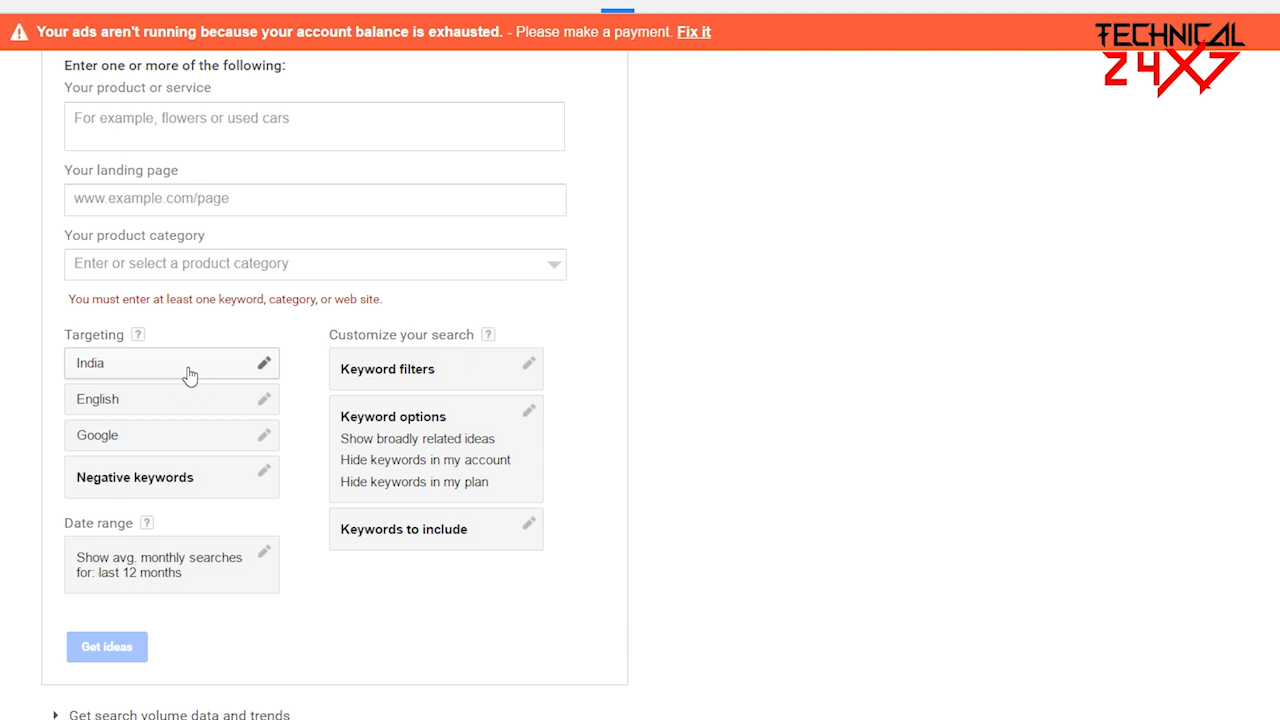 Your ads aren't running because your account balance is exhausted. - Please make a payment. Fix it
TECHNICAL
24X7
Enter one or more of the following:
Your product or service
For example, flowers or used cars
Your landing page
www.example.com/page
Your product category
Enter or select a product category
You must enter at least one keyword, category, or web site.
Targeting ?
India
English
Google
Negative keywords
Date range ?
Show avg. monthly searches
for: last 12 months
Customize your search ?
Keyword filters
Keyword options
Show broadly related ideas
Hide keywords in my account
Hide keywords in my plan
Keywords to include
Get ideas
Get search volume data and trends